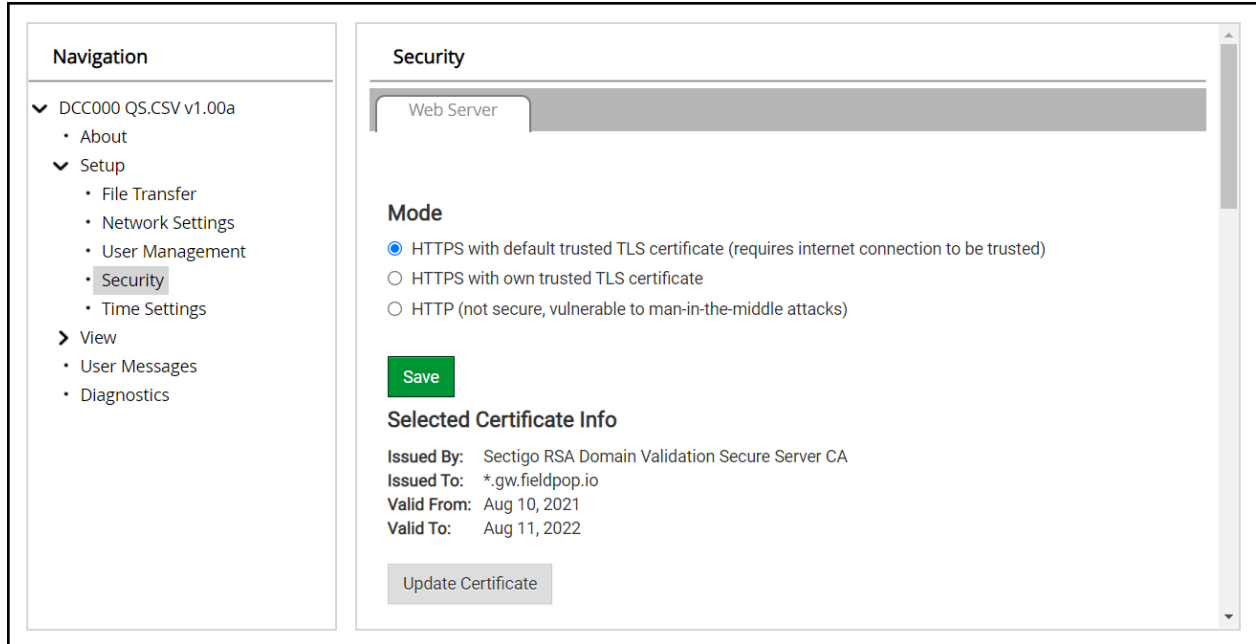 Navigation
DCC000 QS.CSV v1.00a
About
Setup
File Transfer
Network Settings
User Management
Security
Time Settings
View
User Messages
Diagnostics
Security
Web Server
Mode
HTTPS with default trusted TLS certificate (requires internet connection to be trusted)
HTTPS with own trusted TLS certificate
HTTP (not secure, vulnerable to man-in-the-middle attacks)
Save
Selected Certificate Info
Issued By: Sectigo RSA Domain Validation Secure Server CA
Issued To: *.gw.fieldpop.io
Valid From: Aug 10, 2021
Valid To: Aug 11, 2022
Update Certificate